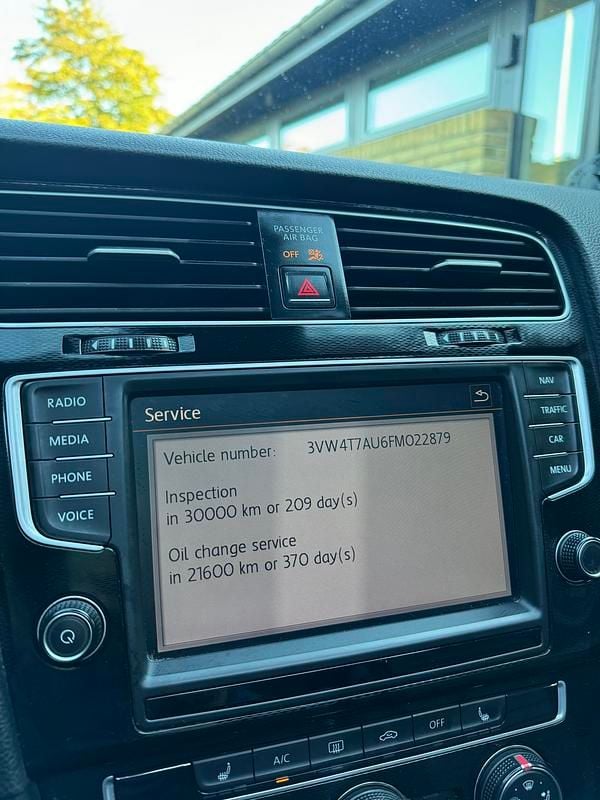 PASSENGER
AIR BAG
OFF
RADIO
MEDIA
PHONE
VOICE
NAV
TRAFFIC
CAR
MENU
Service
Vehicle number: 3VW4T7AU6FM022879
Inspection
in 30000 km or 209 day(s)
Oil change service
in 21600 km or 370 day(s)
A/C
OFF